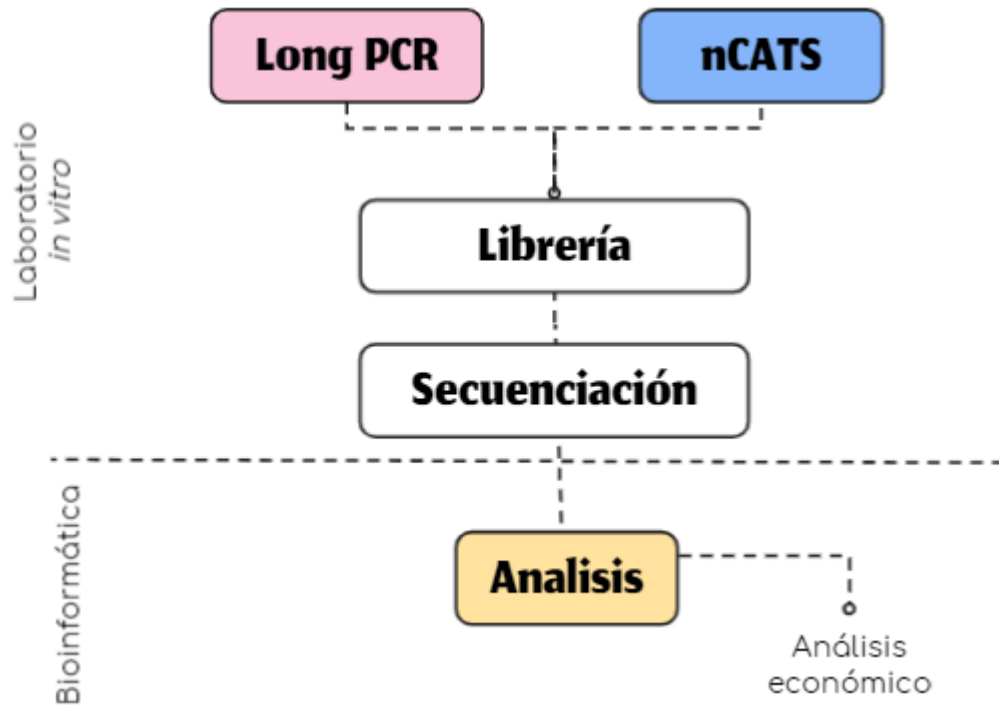 Long PCR
nCATS
Laboratorio
in vitro
Librería
Secuenciación
Bioinformática
Analisis
Análisis
económico